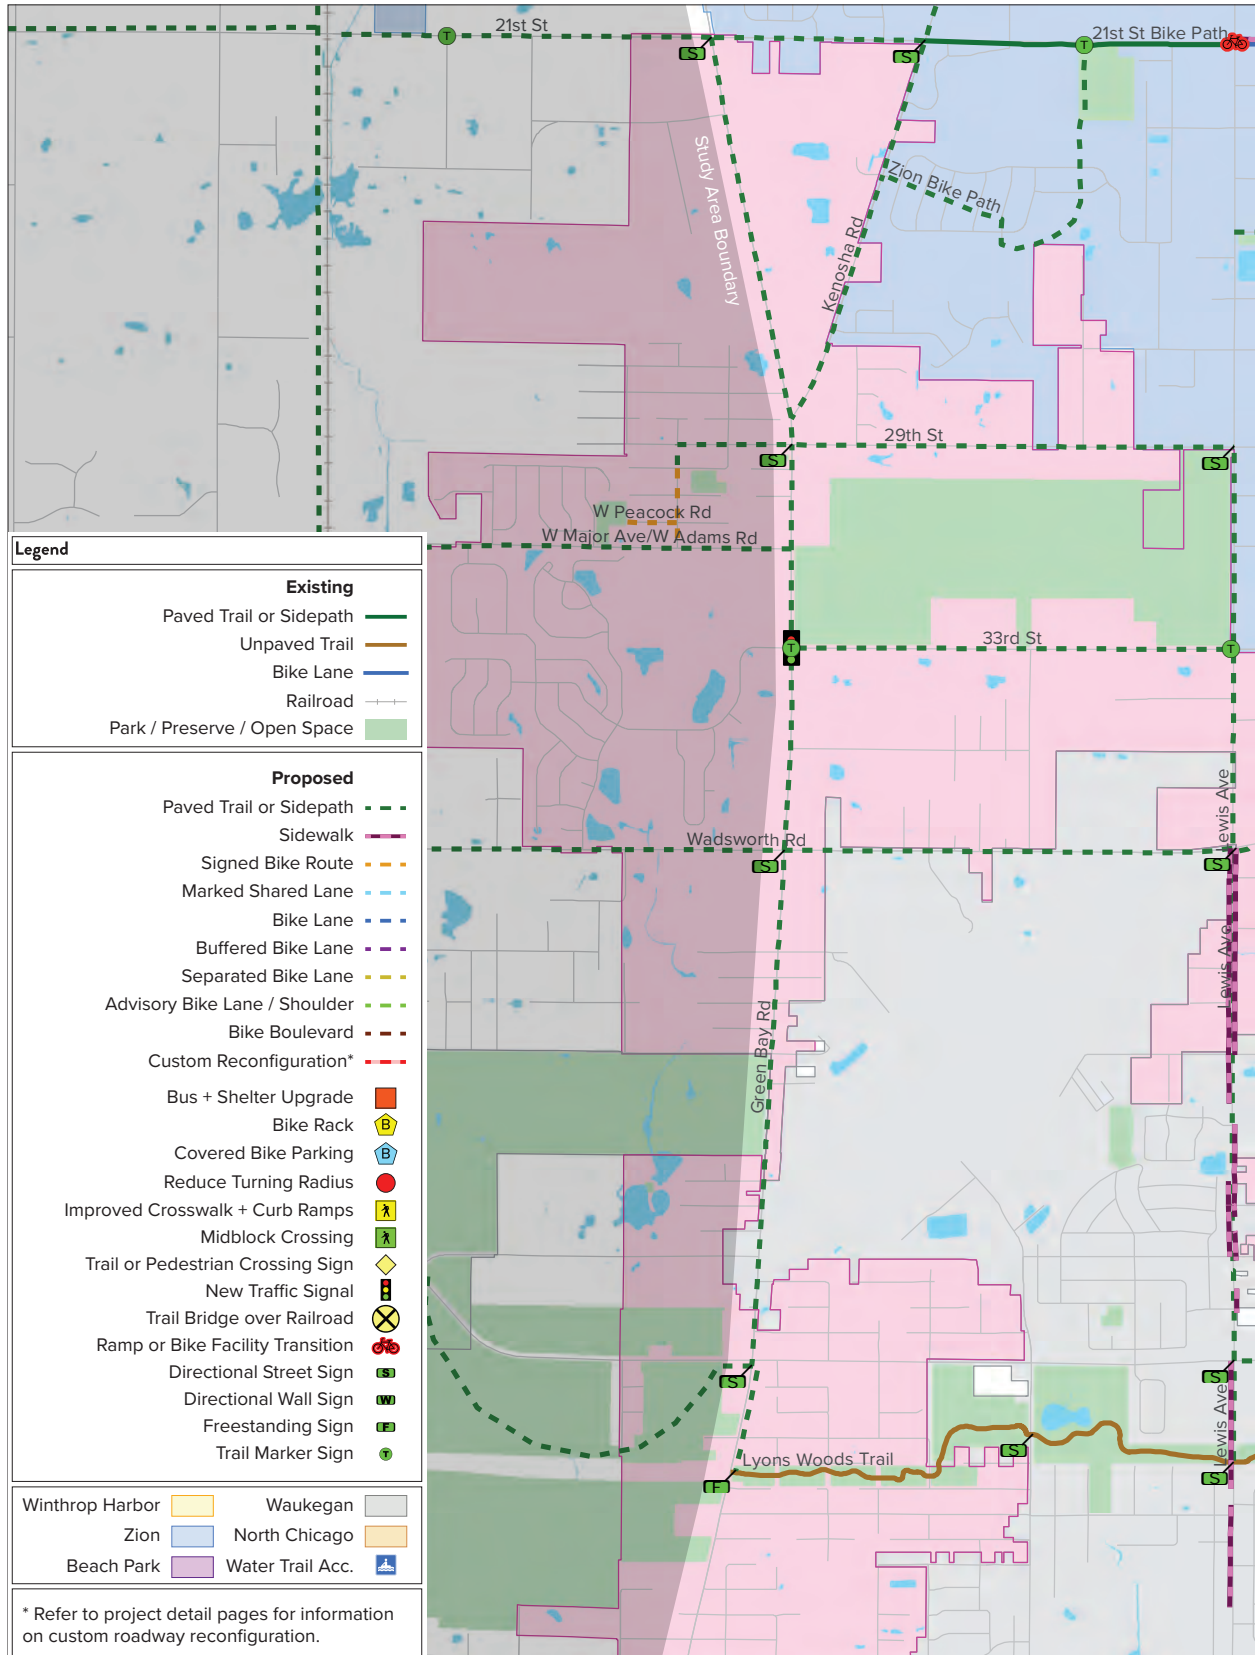 21st St
T
21st St Bike Path
T
S
S
Study Area Boundary
Zion Bike Path
Kenosha Rd
29th St
S
S
W Peacock Rd
W Major Ave/W Adams Rd
T
33rd St
T
Wadsworth Rd
S
Lewis Ave
S
Lewis Ave
Green Bay Rd
S
S
Lyons Woods Trail
S
Lewis Ave
F
S
Legend
Existing
Paved Trail or Sidepath
Unpaved Trail
Bike Lane
Railroad
Park / Preserve / Open Space
Proposed
Paved Trail or Sidepath
Sidewalk
Signed Bike Route
Marked Shared Lane
Bike Lane
Buffered Bike Lane
Separated Bike Lane
Advisory Bike Lane / Shoulder
Bike Boulevard
Custom Reconfiguration*
Bus + Shelter Upgrade
Bike Rack B
Covered Bike Parking B
Reduce Turning Radius
Improved Crosswalk + Curb Ramps
Midblock Crossing
Trail or Pedestrian Crossing Sign
New Traffic Signal
Trail Bridge over Railroad
Ramp or Bike Facility Transition
Directional Street Sign S
Directional Wall Sign W
Freestanding Sign F
Trail Marker Sign T
Winthrop Harbor Waukegan
Zion North Chicago
Beach Park Water Trail Acc.
* Refer to project detail pages for information
on custom roadway reconfiguration.